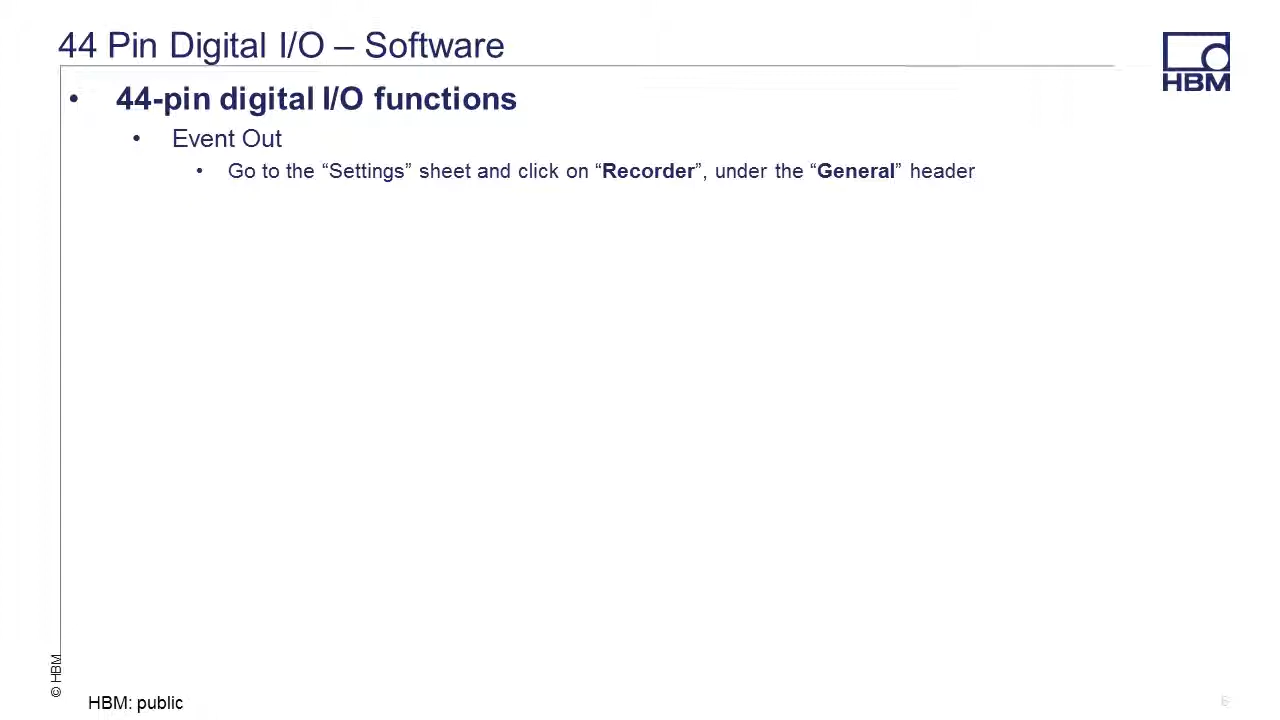 44 Pin Digital I/O – Software
HBM
• 44-pin digital I/O functions
• Event Out
• Go to the “Settings” sheet and click on “Recorder”, under the “General” header
© HBM
HBM: public